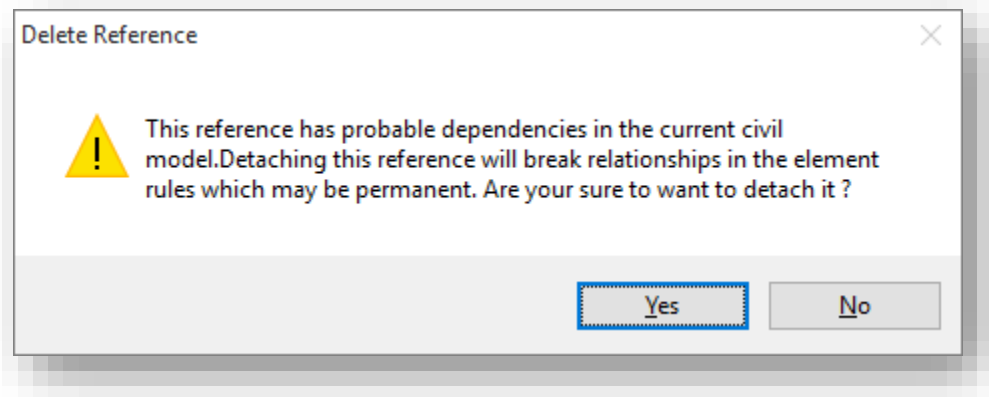 Delete Reference
This reference has probable dependencies in the current civil
model.Detaching this reference will break relationships in the element
rules which may be permanent. Are your sure to want to detach it ?
Yes
No